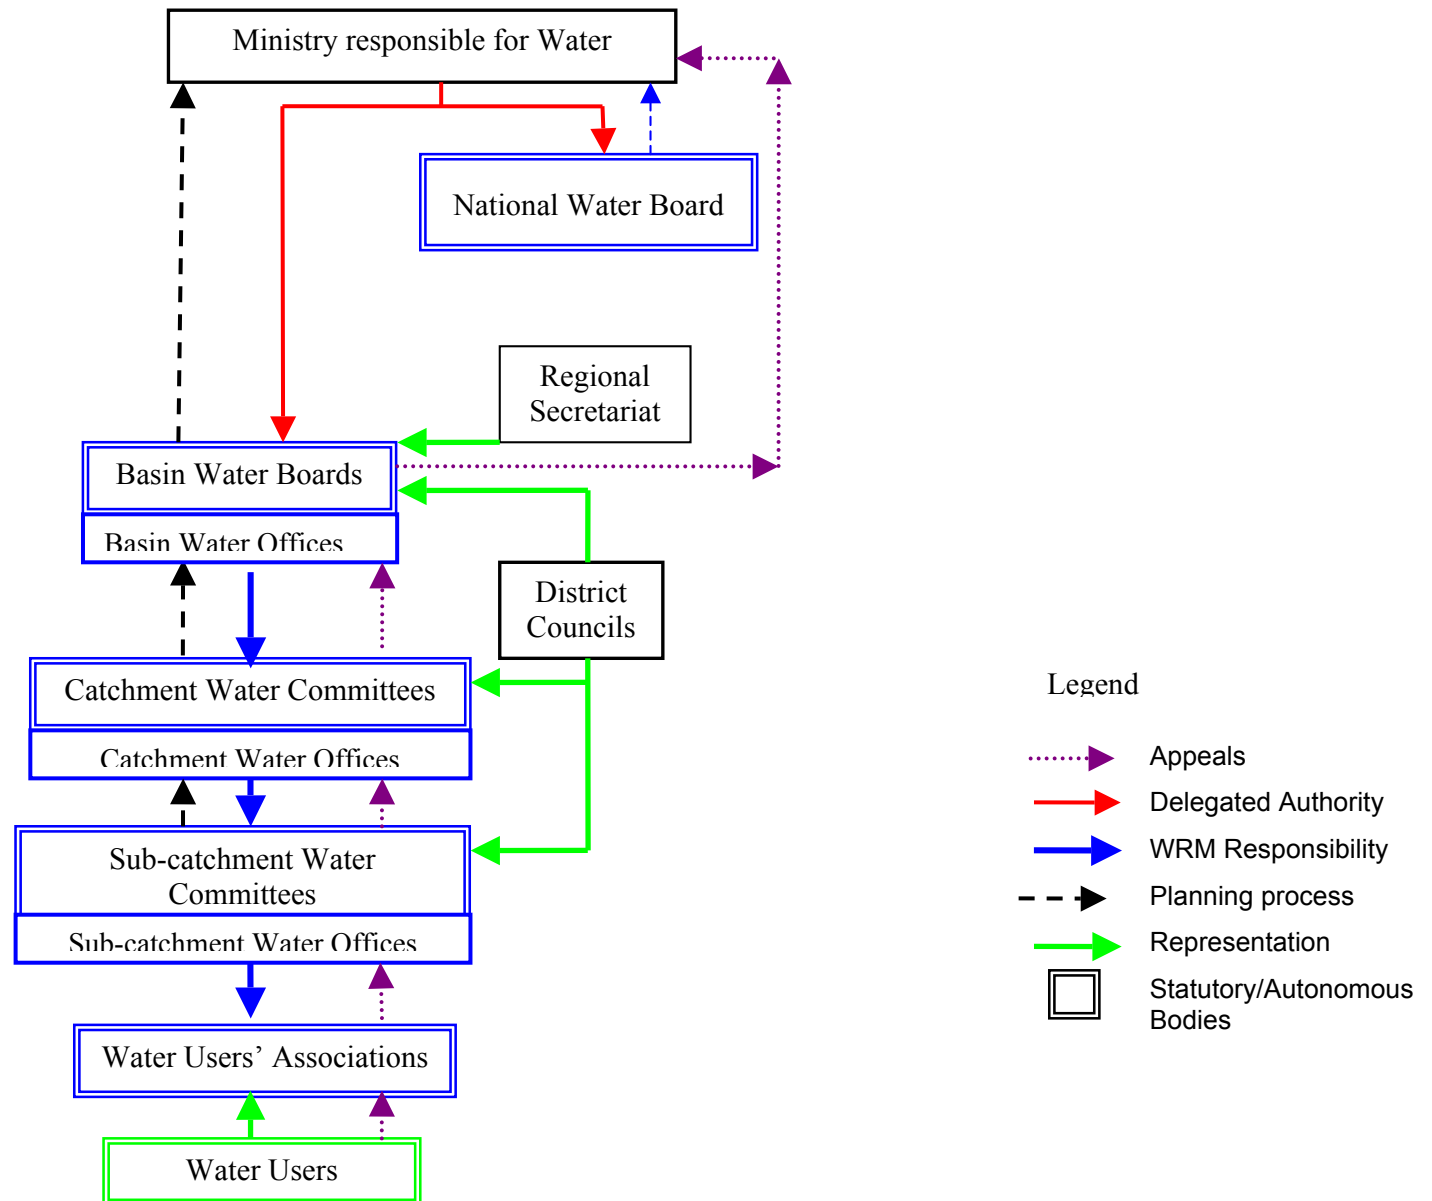 Ministry responsible for Water
National Water Board
Regional
Secretariat
Basin Water Boards
Basin Water Offices
District
Councils
Catchment Water Committees
Catchment Water Offices
Sub-catchment Water
Committees
Sub-catchment Water Offices
Water Users’ Associations
Water Users
Legend
Appeals
Delegated Authority
WRM Responsibility
Planning process
Representation
Statutory/Autonomous
Bodies